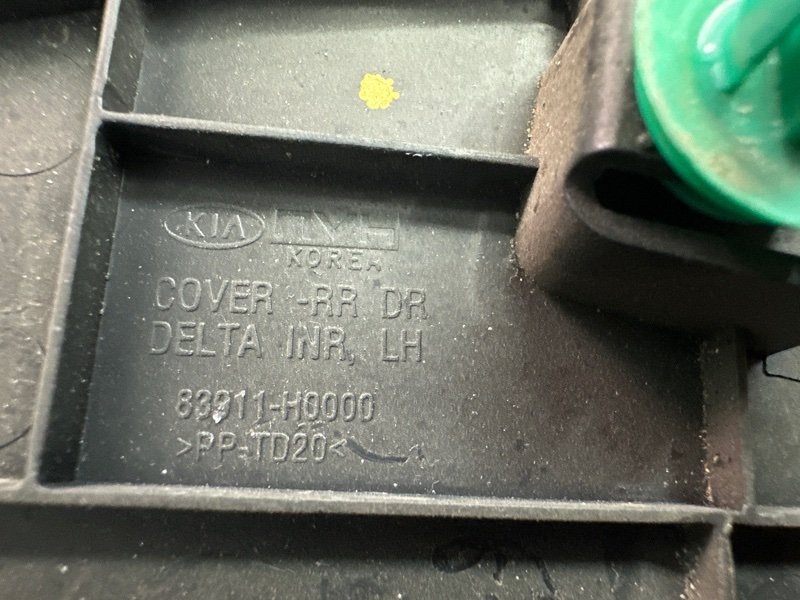 KIA
KOREA
COVER -RR DR
DELTA INR, LH
83911-H0000
>PP-TD20<